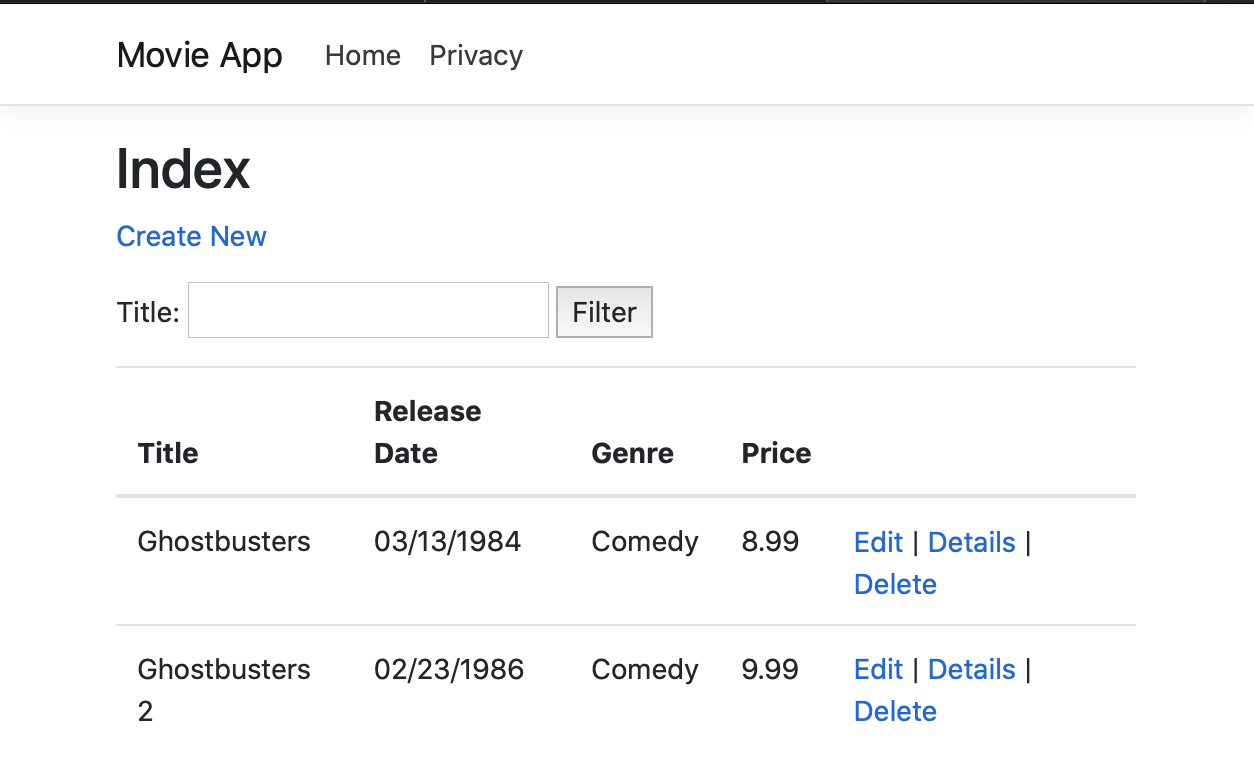 Movie App Home Privacy
Index
Create New
Title: Filter
Release
Title Date Genre Price
Ghostbusters 03/13/1984 Comedy 8.99 Edit | Details |
Delete
Ghostbusters 02/23/1986 Comedy 9.99 Edit | Details |
2 Delete